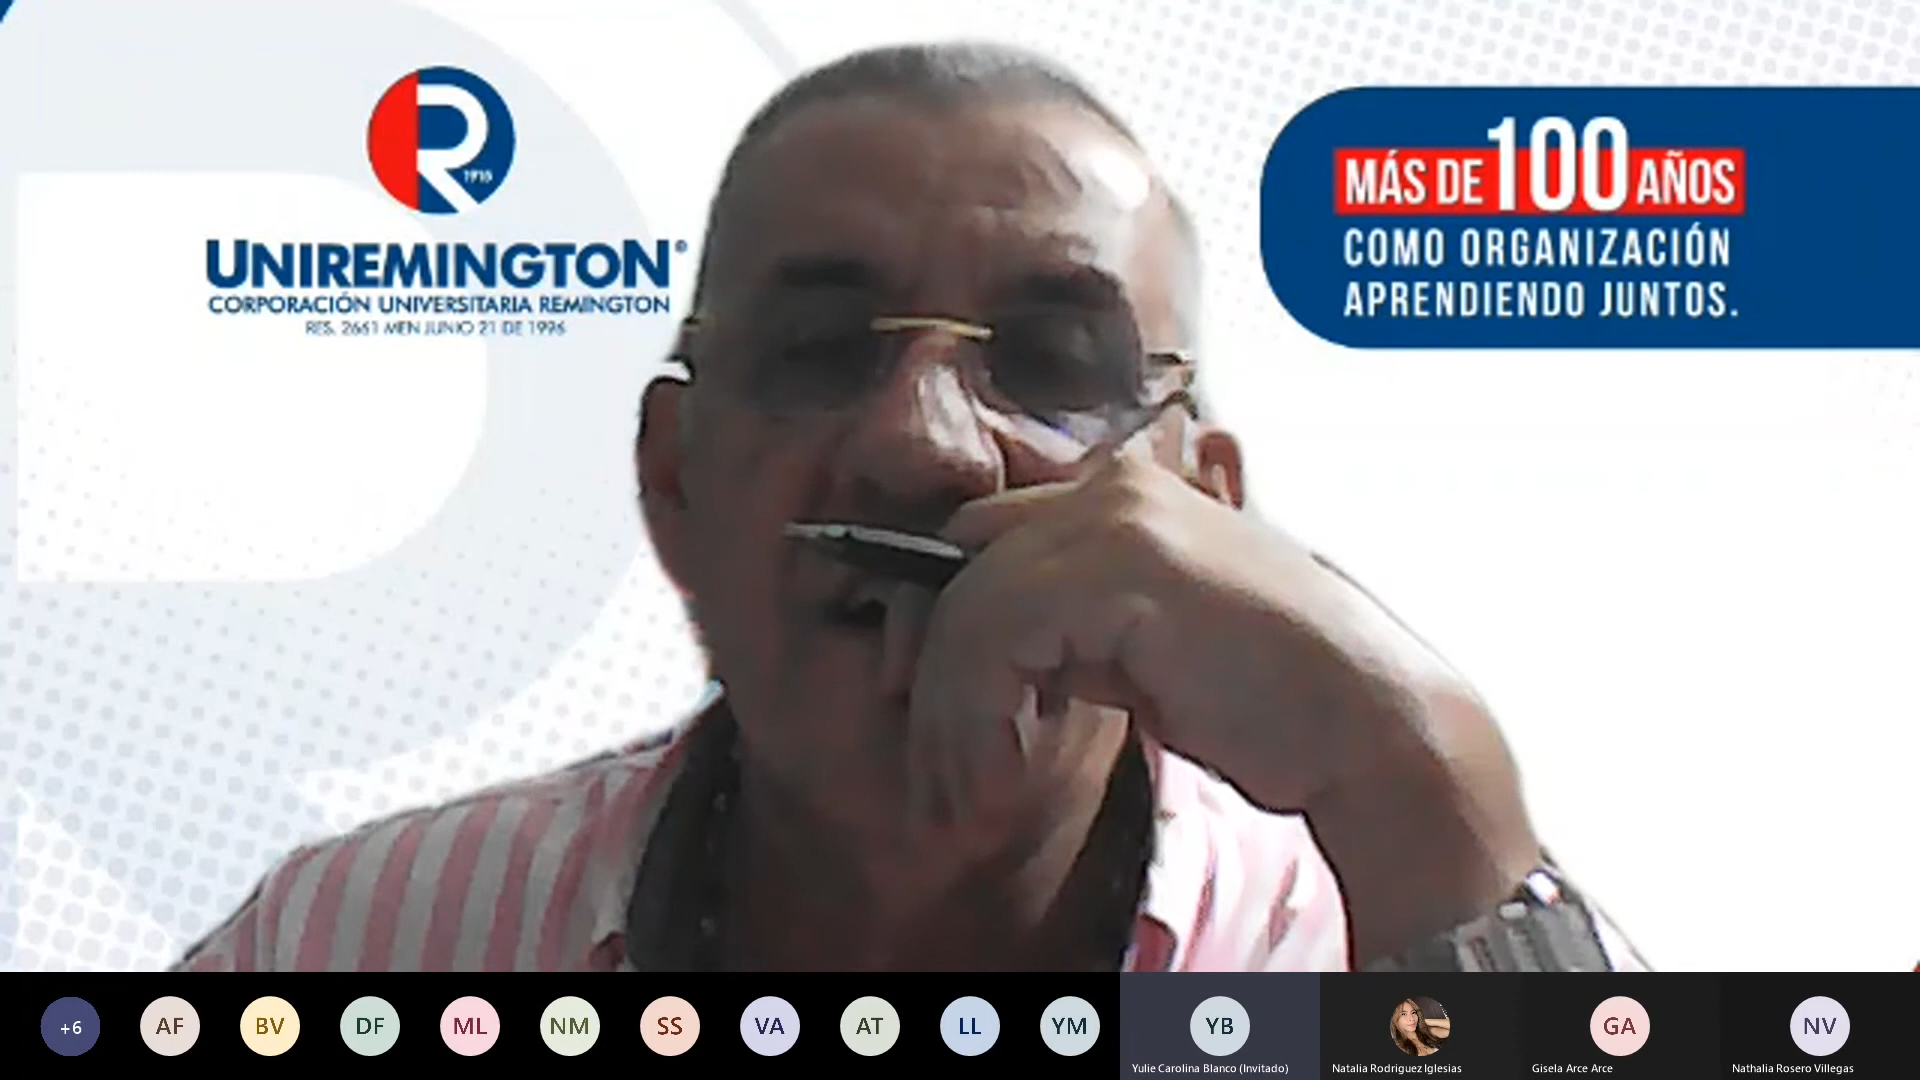 R
1915
UNIREMINGTON®
CORPORACIÓN UNIVERSITARIA REMINGTON
RES. 2661 MEN JUNIO 21 DE 1996
MÁS DE 100 AÑOS
COMO ORGANIZACIÓN
APRENDIENDO JUNTOS.
+6
AF
BV
DF
ML
NM
SS
VA
AT
LL
YM
YB
GA
NV
Yulie Carolina Blanco (Invitado)
Natalia Rodriguez Iglesias
Gisela Arce Arce
Nathalia Rosero Villegas